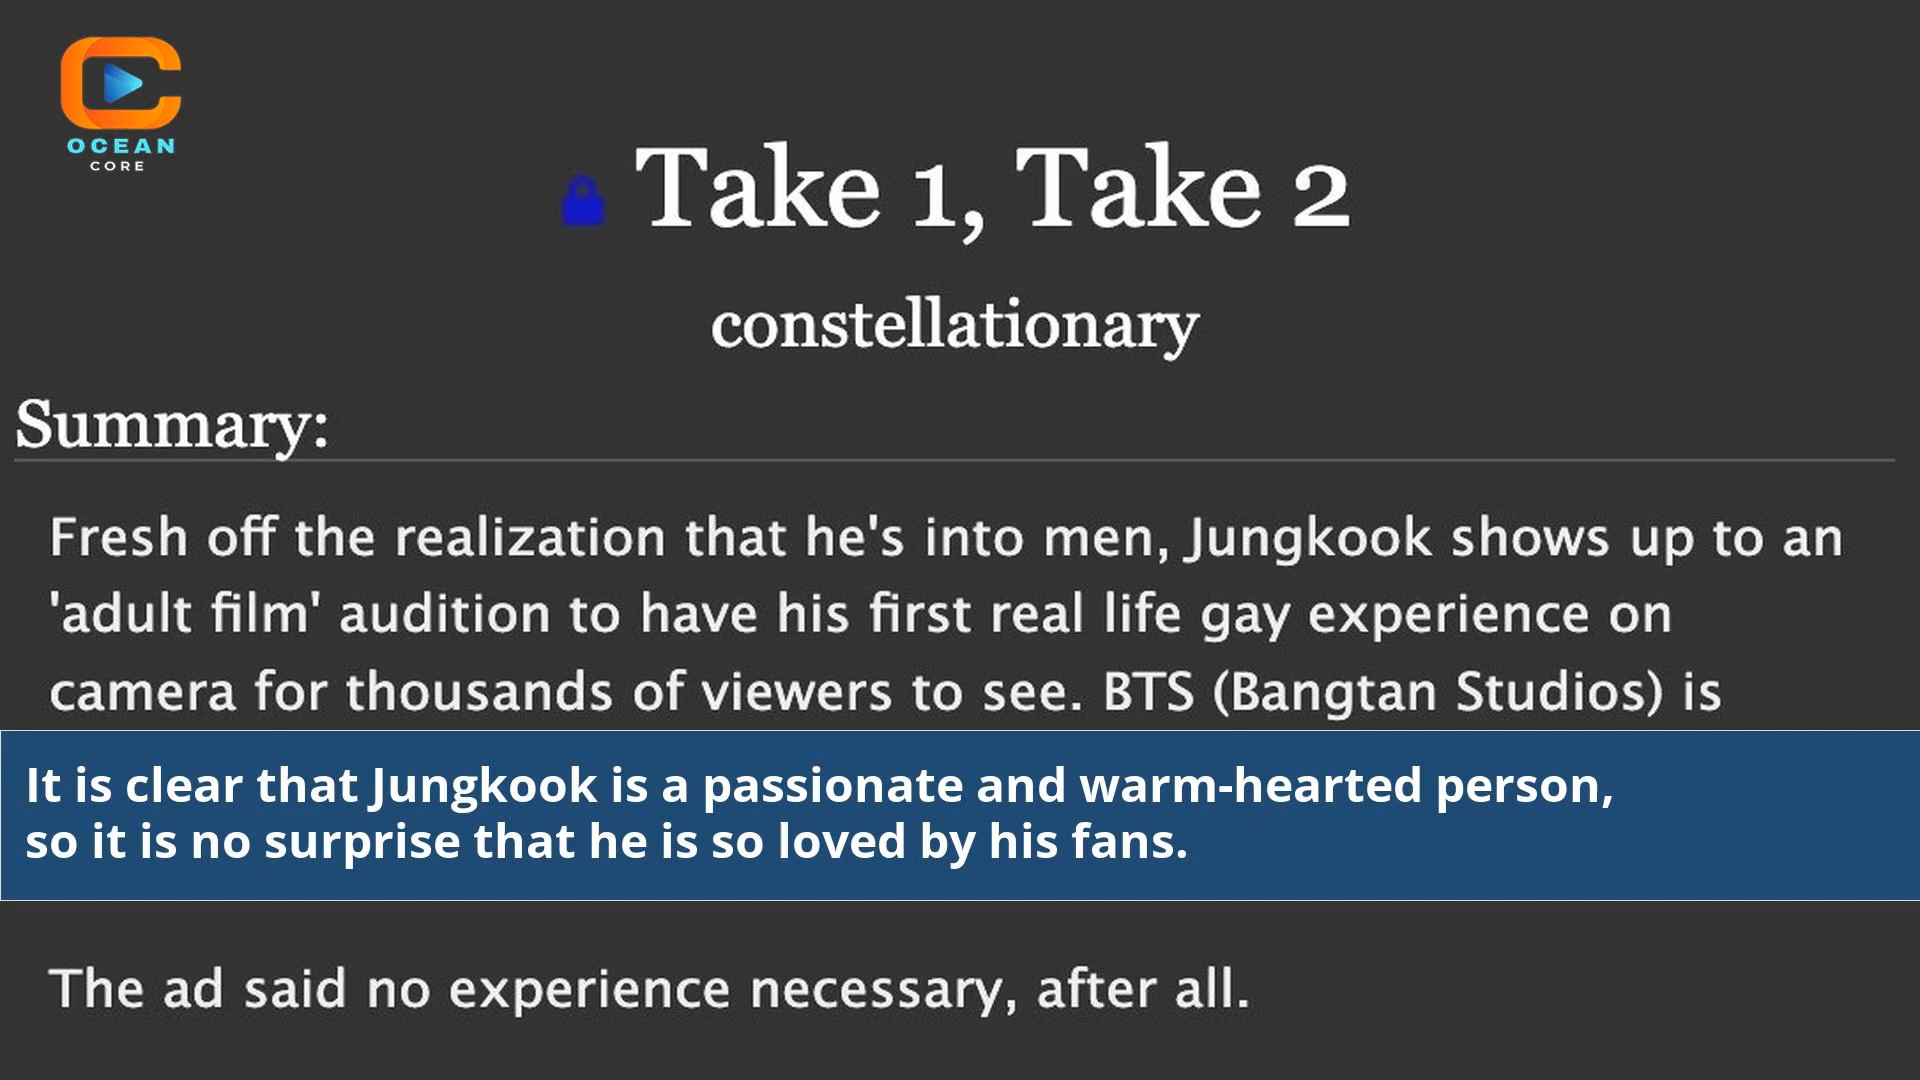 OCEAN
CORE
Take 1, Take 2
constellationary
Summary:
Fresh off the realization that he's into men, Jungkook shows up to an
'adult film' audition to have his first real life gay experience on
camera for thousands of viewers to see. BTS (Bangtan Studios) is
It is clear that Jungkook is a passionate and warm-hearted person,
so it is no surprise that he is so loved by his fans.
The ad said no experience necessary, after all.